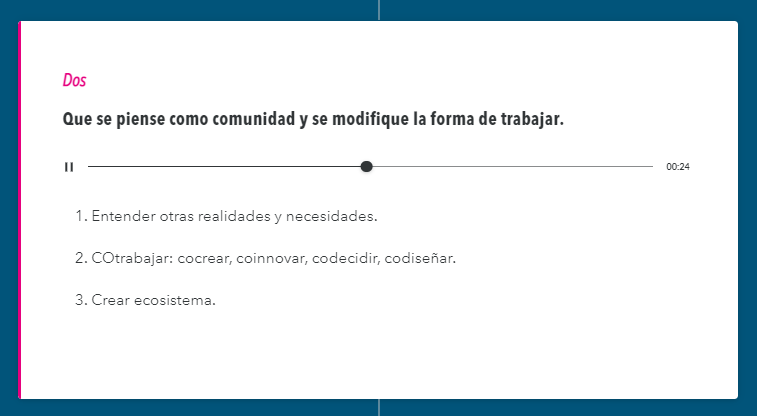 Dos
Que se piense como comunidad y se modifique la forma de trabajar.
00:24
1. Entender otras realidades y necesidades.
2. COtrabajar: cocrear, coinnovar, codecidir, codiseñar.
3. Crear ecosistema.